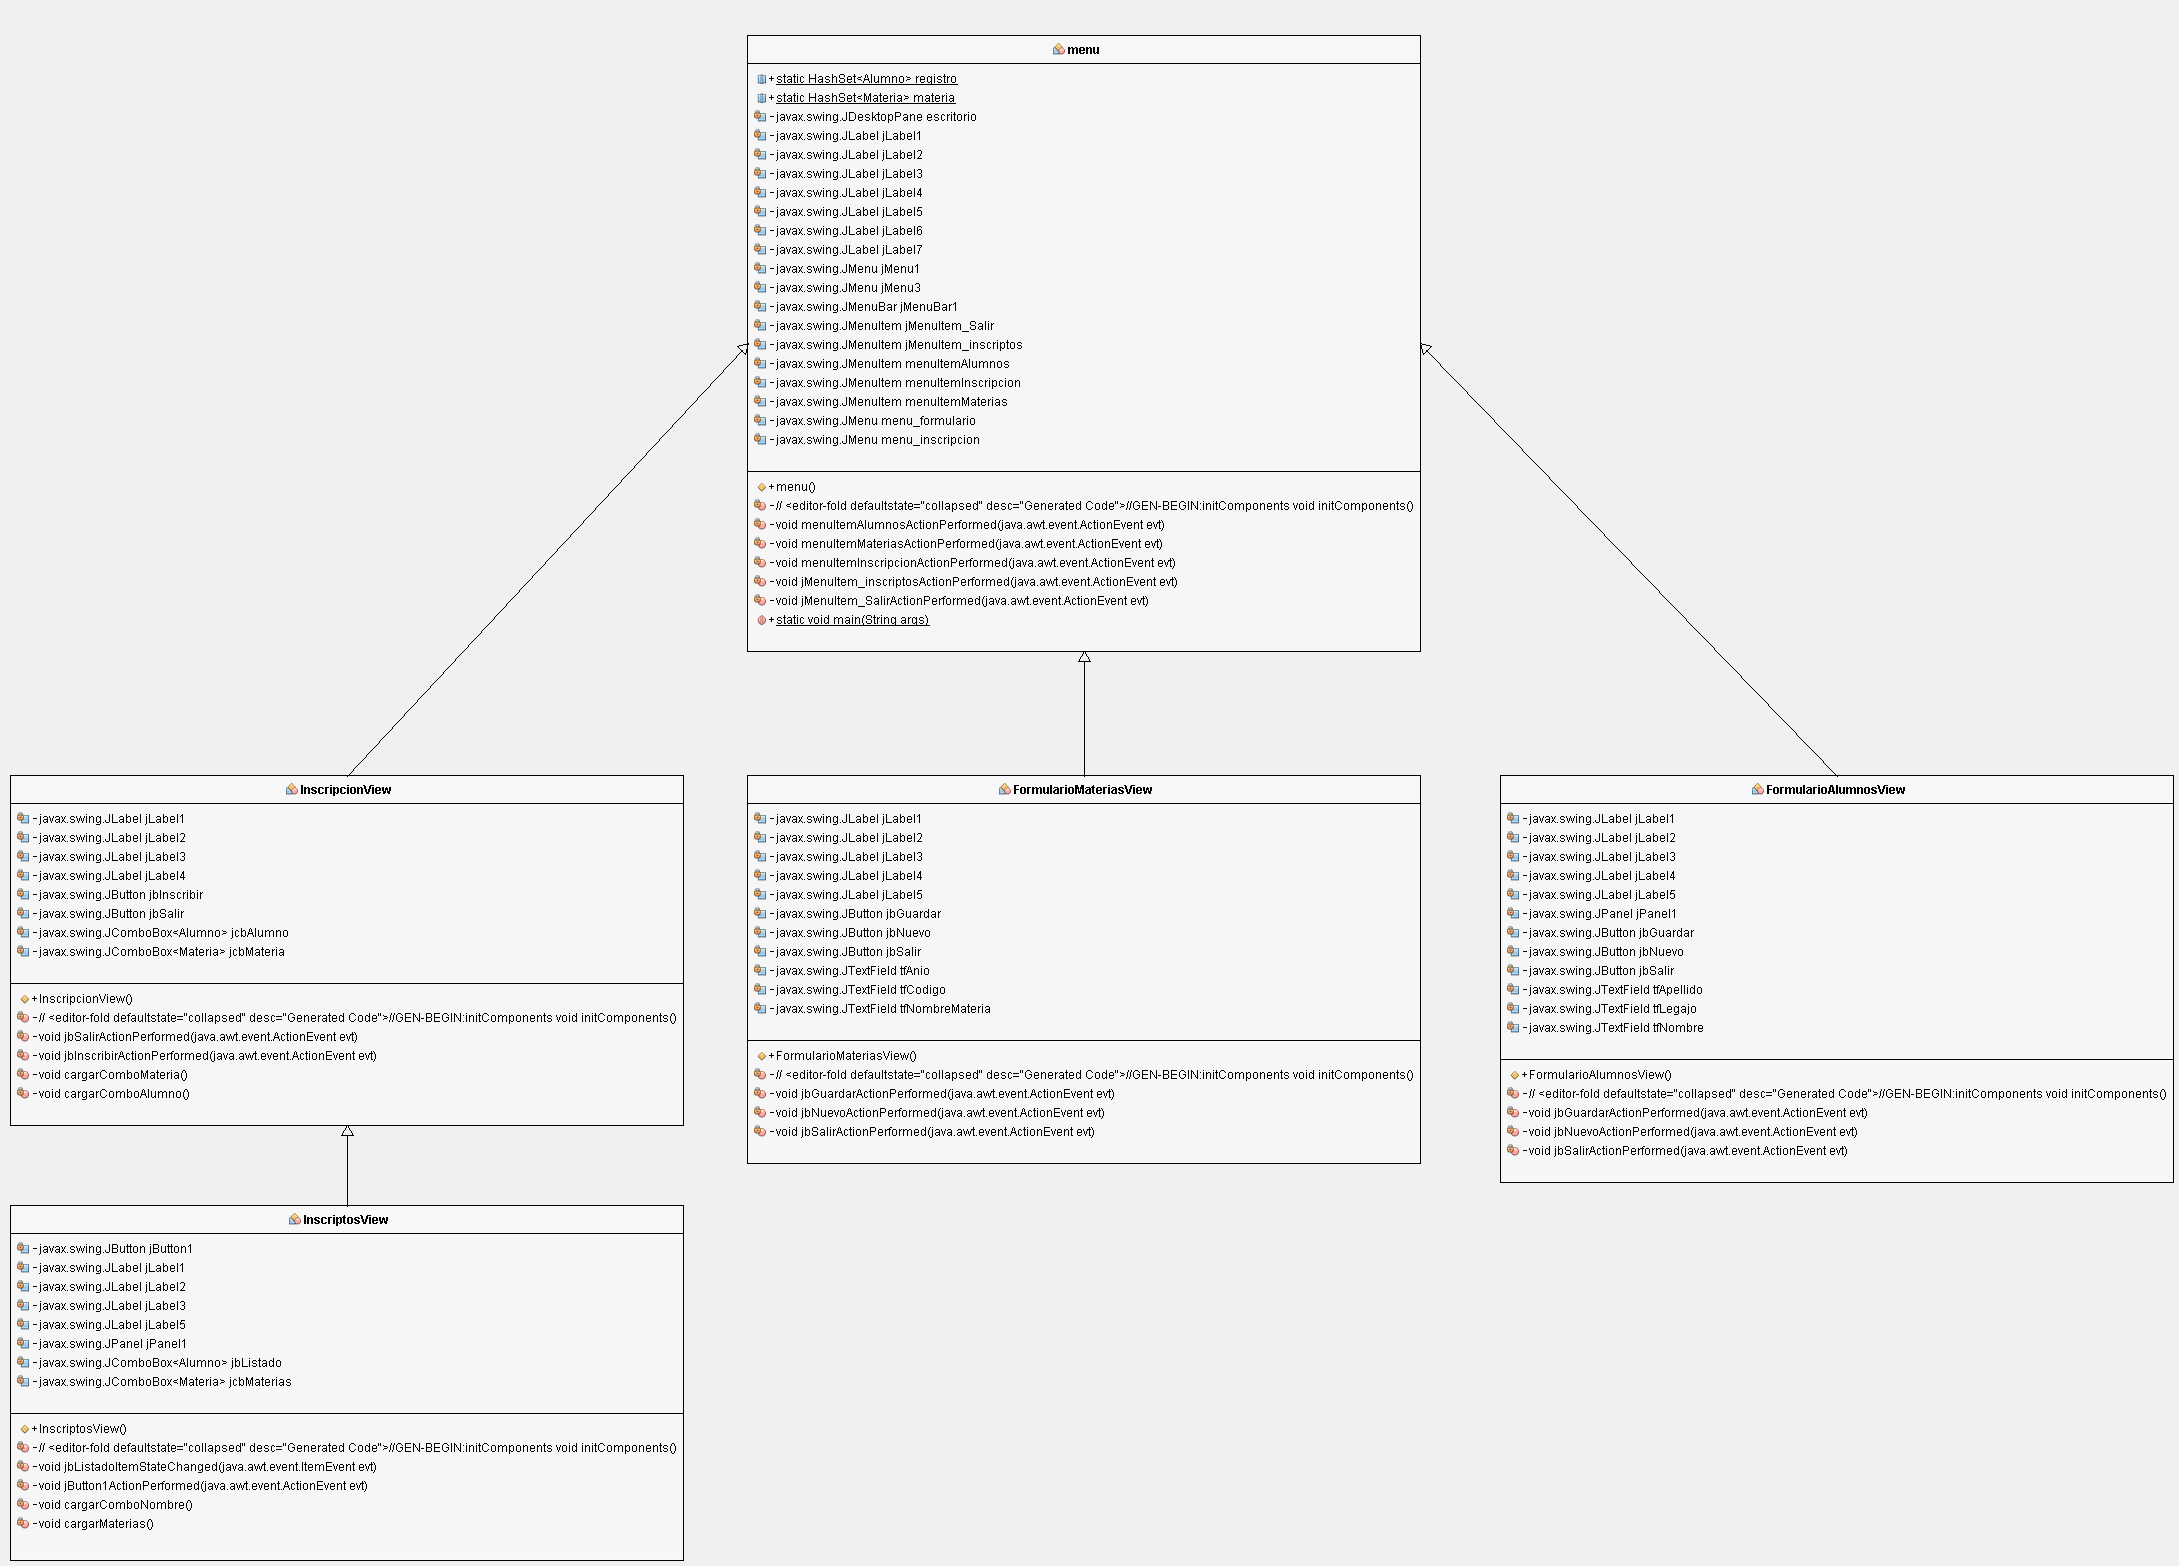 menu
+static HashSet<Alumno> registro
+static HashSet<Materia> materia
-javax.swing.JDesktopPane escritorio
-javax.swing.JLabel jLabel1
-javax.swing.JLabel jLabel2
-javax.swing.JLabel jLabel3
-javax.swing.JLabel jLabel4
-javax.swing.JLabel jLabel5
-javax.swing.JLabel jLabel6
-javax.swing.JLabel jLabel7
-javax.swing.JMenu jMenu1
-javax.swing.JMenu jMenu3
-javax.swing.JMenuBar jMenuBar1
-javax.swing.JMenuItem jMenuItem_Salir
-javax.swing.JMenuItem jMenuItem_inscriptos
-javax.swing.JMenuItem menuItemAlumnos
-javax.swing.JMenuItem menuItemInscripcion
-javax.swing.JMenuItem menuItemMaterias
-javax.swing.JMenu menu_formulario
-javax.swing.JMenu menu_inscripcion
+menu()
-// <editor-fold defaultstate="collapsed" desc="Generated Code">//GEN-BEGIN:initComponents void initComponents()
-void menuItemAlumnosActionPerformed(java.awt.event.ActionEvent evt)
-void menuItemMateriasActionPerformed(java.awt.event.ActionEvent evt)
-void menuItemInscripcionActionPerformed(java.awt.event.ActionEvent evt)
-void jMenuItem_inscriptosActionPerformed(java.awt.event.ActionEvent evt)
-void jMenuItem_SalirActionPerformed(java.awt.event.ActionEvent evt)
+static void main(String args)
InscripcionView
-javax.swing.JLabel jLabel1
-javax.swing.JLabel jLabel2
-javax.swing.JLabel jLabel3
-javax.swing.JLabel jLabel4
-javax.swing.JButton jbInscribir
-javax.swing.JButton jbSalir
-javax.swing.JComboBox<Alumno> jcbAlumno
-javax.swing.JComboBox<Materia> jcbMateria
+InscripcionView()
-// <editor-fold defaultstate="collapsed" desc="Generated Code">//GEN-BEGIN:initComponents void initComponents()
-void jbSalirActionPerformed(java.awt.event.ActionEvent evt)
-void jbInscribirActionPerformed(java.awt.event.ActionEvent evt)
-void cargarComboMateria()
-void cargarComboAlumno()
FormularioMateriasView
-javax.swing.JLabel jLabel1
-javax.swing.JLabel jLabel2
-javax.swing.JLabel jLabel3
-javax.swing.JLabel jLabel4
-javax.swing.JLabel jLabel5
-javax.swing.JButton jbGuardar
-javax.swing.JButton jbNuevo
-javax.swing.JButton jbSalir
-javax.swing.JTextField tfAnio
-javax.swing.JTextField tfCodigo
-javax.swing.JTextField tfNombreMateria
+FormularioMateriasView()
-// <editor-fold defaultstate="collapsed" desc="Generated Code">//GEN-BEGIN:initComponents void initComponents()
-void jbGuardarActionPerformed(java.awt.event.ActionEvent evt)
-void jbNuevoActionPerformed(java.awt.event.ActionEvent evt)
-void jbSalirActionPerformed(java.awt.event.ActionEvent evt)
FormularioAlumnosView
-javax.swing.JLabel jLabel1
-javax.swing.JLabel jLabel2
-javax.swing.JLabel jLabel3
-javax.swing.JLabel jLabel4
-javax.swing.JLabel jLabel5
-javax.swing.JPanel jPanel1
-javax.swing.JButton jbGuardar
-javax.swing.JButton jbNuevo
-javax.swing.JButton jbSalir
-javax.swing.JTextField tfApellido
-javax.swing.JTextField tfLegajo
-javax.swing.JTextField tfNombre
+FormularioAlumnosView()
-// <editor-fold defaultstate="collapsed" desc="Generated Code">//GEN-BEGIN:initComponents void initComponents()
-void jbGuardarActionPerformed(java.awt.event.ActionEvent evt)
-void jbNuevoActionPerformed(java.awt.event.ActionEvent evt)
-void jbSalirActionPerformed(java.awt.event.ActionEvent evt)
InscriptosView
-javax.swing.JButton jButton1
-javax.swing.JLabel jLabel1
-javax.swing.JLabel jLabel2
-javax.swing.JLabel jLabel3
-javax.swing.JLabel jLabel5
-javax.swing.JPanel jPanel1
-javax.swing.JComboBox<Alumno> jbListado
-javax.swing.JComboBox<Materia> jcbMaterias
+InscriptosView()
-// <editor-fold defaultstate="collapsed" desc="Generated Code">//GEN-BEGIN:initComponents void initComponents()
-void jbListadoItemStateChanged(java.awt.event.ItemEvent evt)
-void jButton1ActionPerformed(java.awt.event.ActionEvent evt)
-void cargarComboNombre()
-void cargarMaterias()